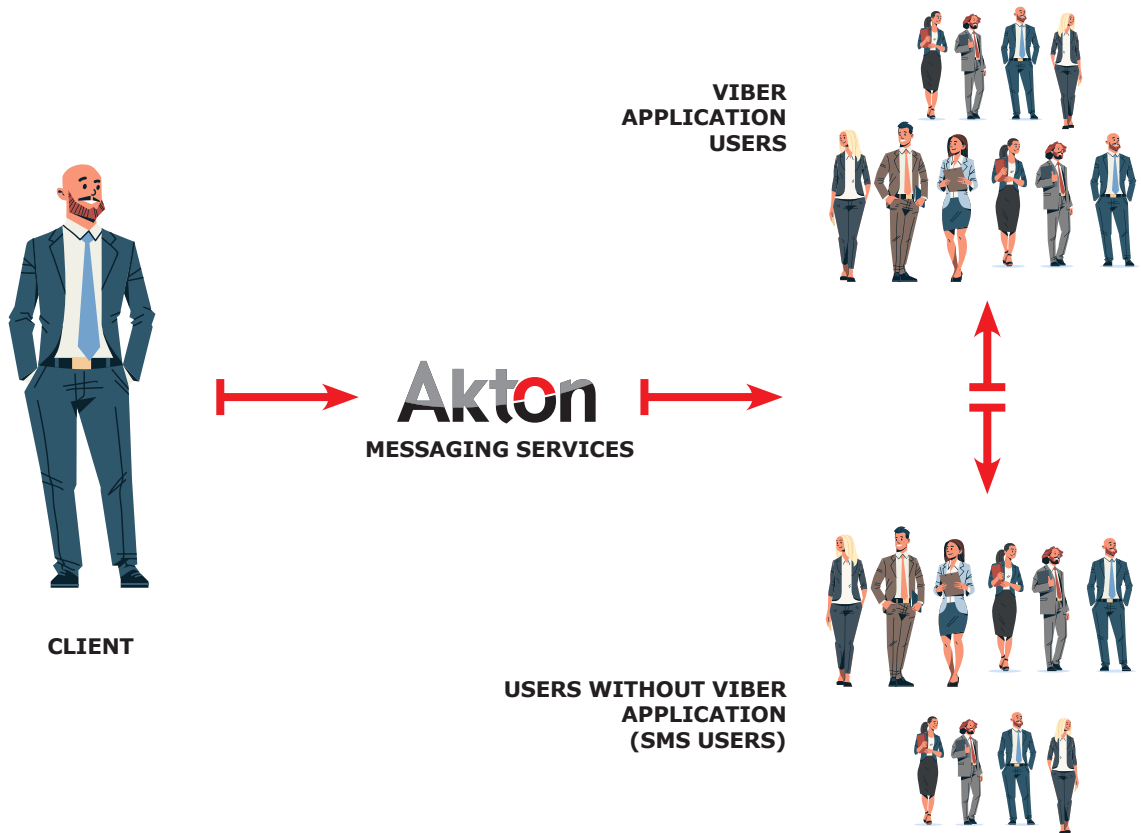 VIBER
APPLICATION
USERS
Akton
MESSAGING SERVICES
CLIENT
USERS WITHOUT VIBER
APPLICATION
(SMS USERS)